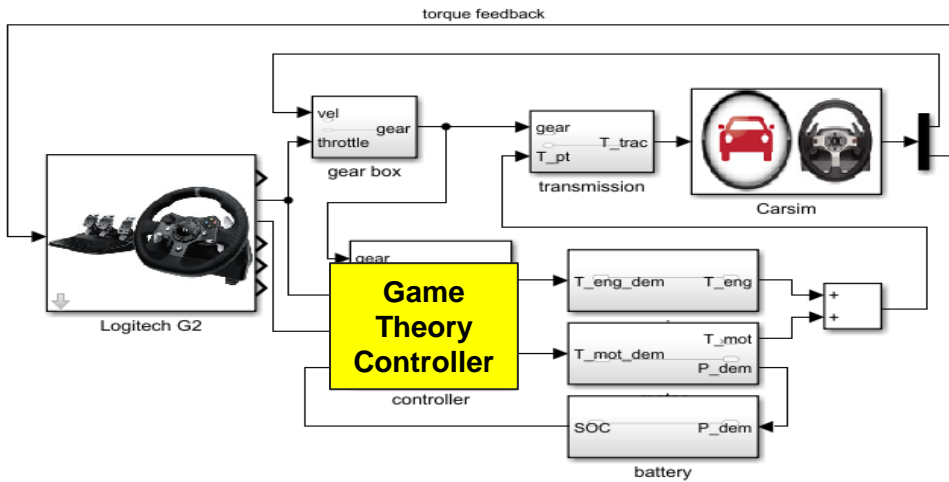 torque feedback
vel
gear
throttle
gear box
gear
T_pt
T_trac
transmission
Carsim
Logitech G2
gear
Game
Theory
Controller
controller
T_eng_dem
T_eng
T_mot_dem
T_mot
P_dem
SOC
P_dem
battery
+
+